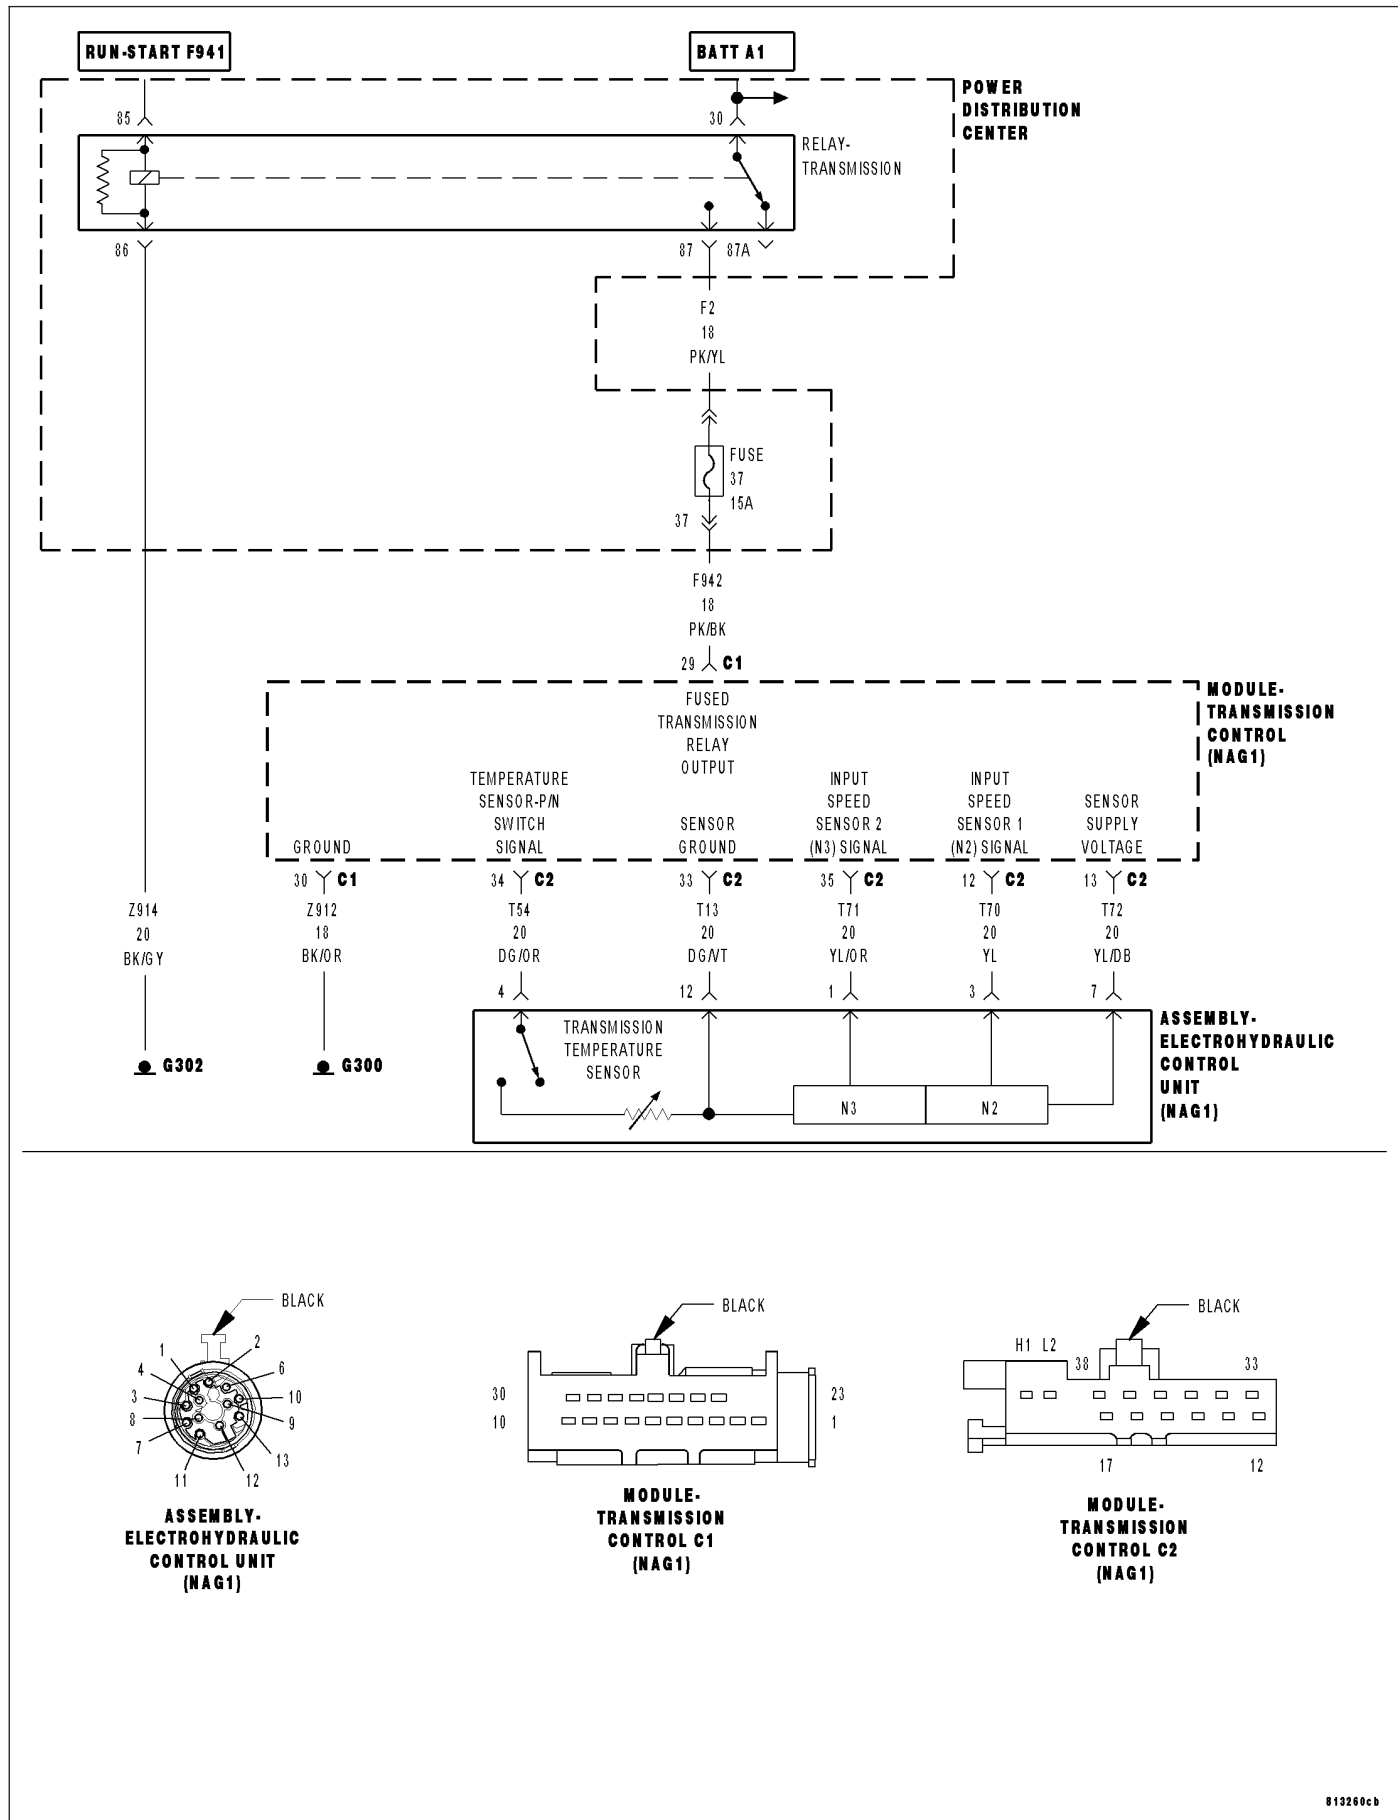 RUN-START F941
BATT A1
POWER
DISTRIBUTION
CENTER
85
30
RELAY-
TRANSMISSION
86
87
87A
F2
18
PK/YL
FUSE
37
15A
37
F942
18
PK/BK
29
C1
MODULE-
TRANSMISSION
CONTROL
(NAG1)
FUSED
TRANSMISSION
RELAY
OUTPUT
GROUND
TEMPERATURE
SENSOR-P/N
SWITCH
SIGNAL
SENSOR
GROUND
INPUT
SPEED
SENSOR 2
(N3) SIGNAL
INPUT
SPEED
SENSOR 1
(N2) SIGNAL
SENSOR
SUPPLY
VOLTAGE
30 C1
34 C2
33 C2
35 C2
12 C2
13 C2
Z914
20
BK/GY
Z912
18
BK/OR
T54
20
DG/OR
T13
20
DG/VT
T71
20
YL/OR
T70
20
YL
T72
20
YL/DB
4
12
1
3
7
G302
G300
TRANSMISSION
TEMPERATURE
SENSOR
N3
N2
ASSEMBLY-
ELECTROHYDRAULIC
CONTROL
UNIT
(NAG1)
BLACK
1
2
4
6
3
10
8
9
7
13
11
12
ASSEMBLY-
ELECTROHYDRAULIC
CONTROL UNIT
(NAG1)
BLACK
30
23
10
1
MODULE-
TRANSMISSION
CONTROL C1
(NAG1)
BLACK
H1 L2
38
33
17
12
MODULE-
TRANSMISSION
CONTROL C2
(NAG1)
813260cb